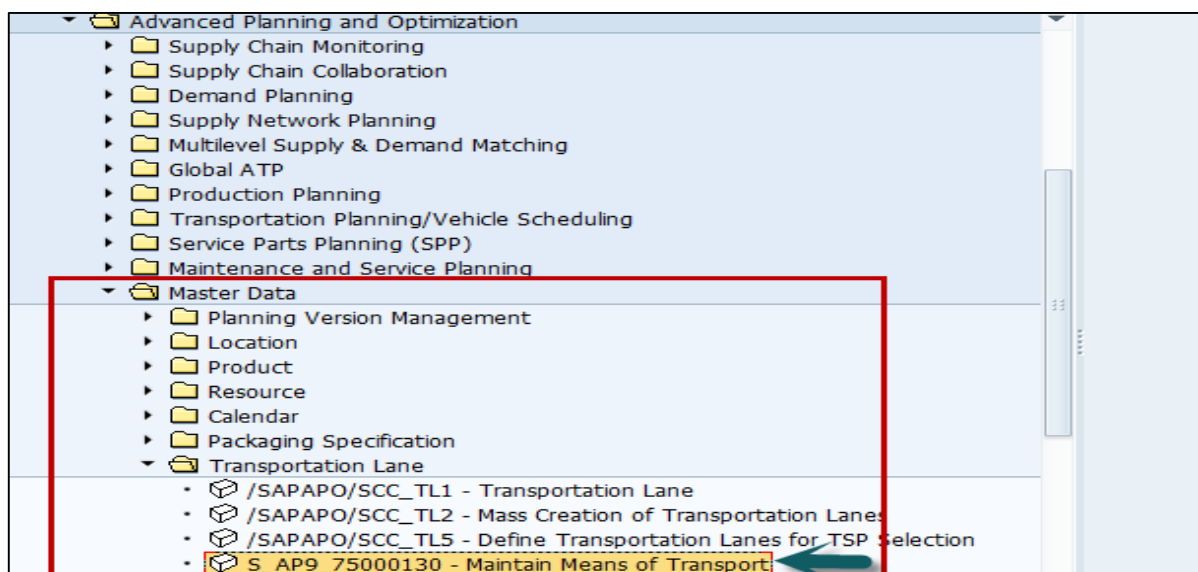 Advanced Planning and Optimization
Supply Chain Monitoring
Supply Chain Collaboration
Demand Planning
Supply Network Planning
Multilevel Supply & Demand Matching
Global ATP
Production Planning
Transportation Planning/Vehicle Scheduling
Service Parts Planning (SPP)
Maintenance and Service Planning
Master Data
Planning Version Management
Location
Product
Resource
Calendar
Packaging Specification
Transportation Lane
/SAPAPO/SCC_TL1 - Transportation Lane
/SAPAPO/SCC_TL2 - Mass Creation of Transportation Lanes
/SAPAPO/SCC_TL5 - Define Transportation Lanes for TSP Selection
S_AP9_75000130 - Maintain Means of Transport